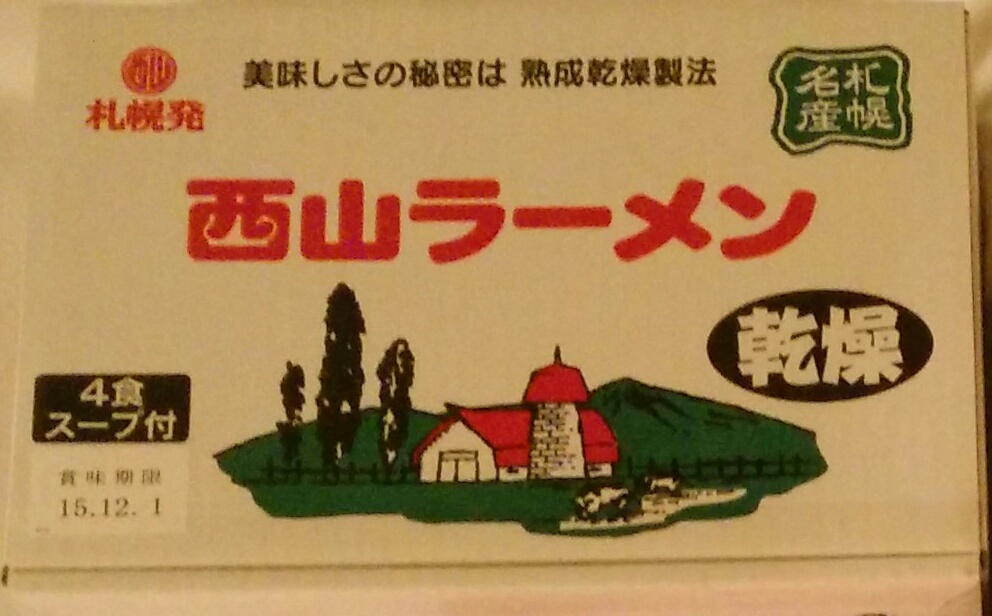 札幌発
美味しさの秘密は 熟成乾燥製法
札幌
名産
西山ラーメン
乾燥
4食
スープ付
賞味期限
15.12. 1